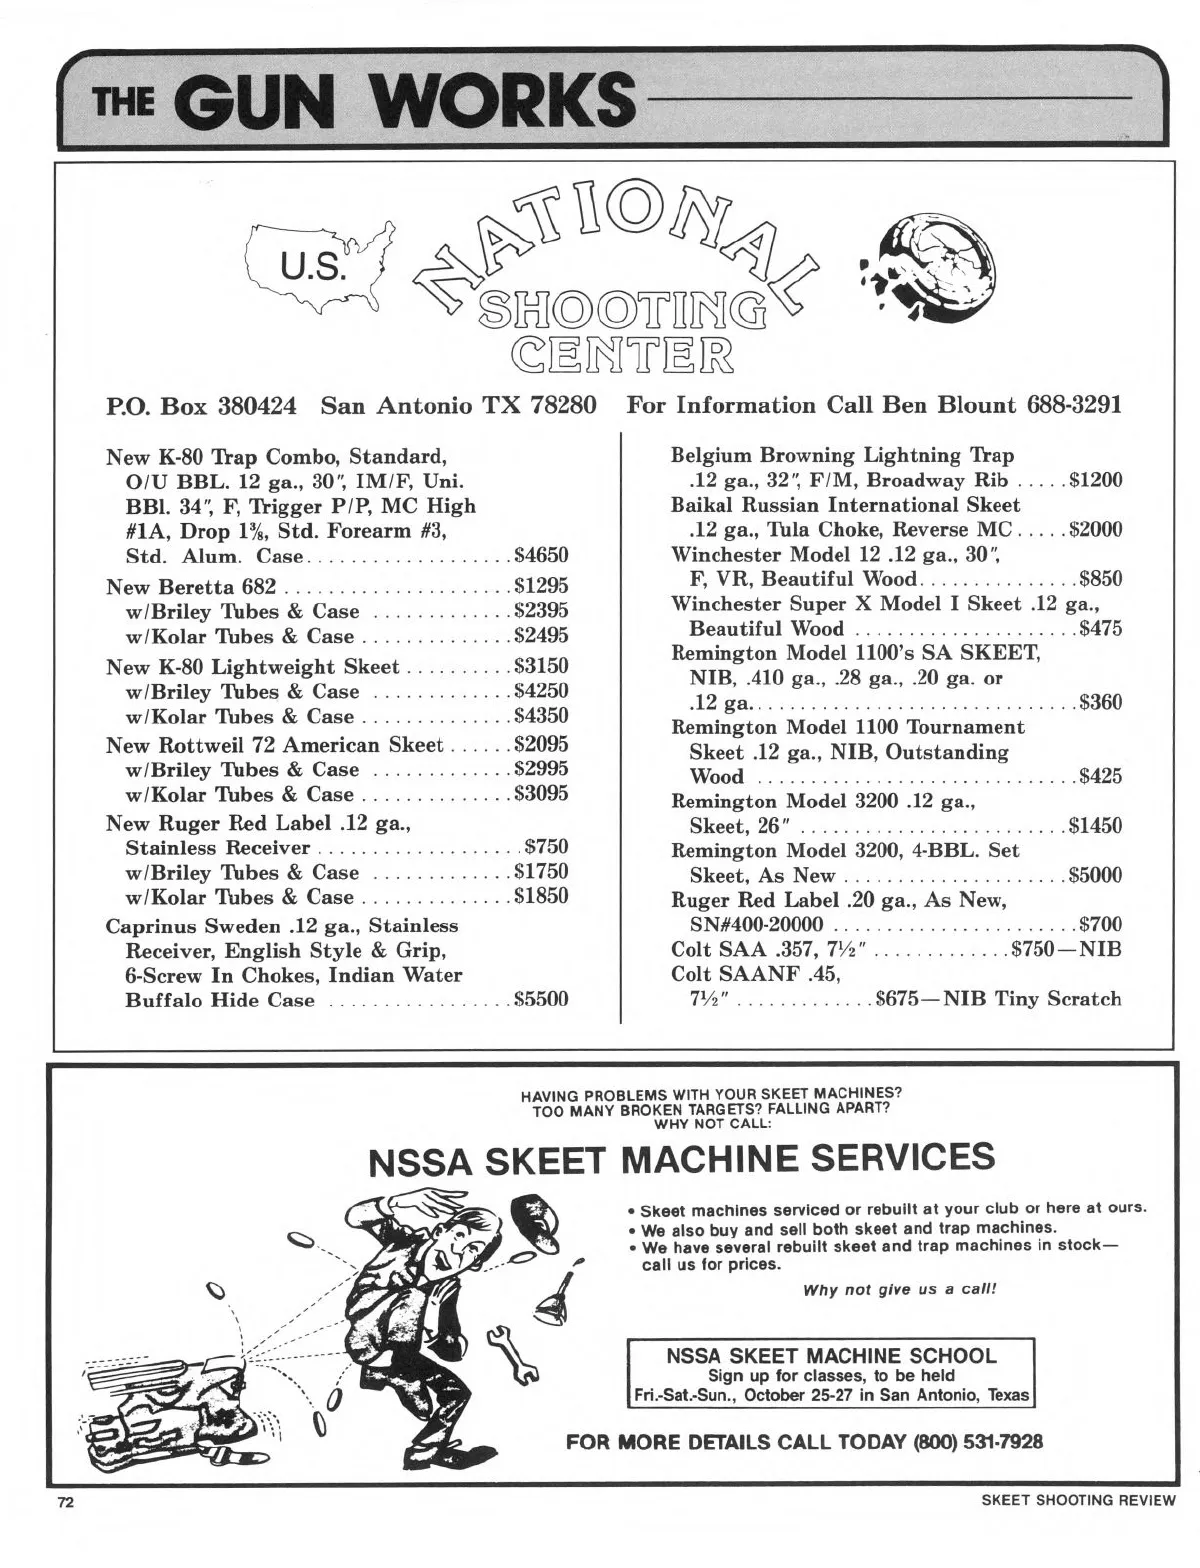 THE GUN WORKS
U.S.
NATIONAL
SHOOTING
CENTER
P.O. Box 380424 San Antonio TX 78280 For Information Call Ben Blount 688-3291
New K-80 Trap Combo, Standard,
O/U BBL. 12 ga., 30", IM/F, Uni.
BBl. 34", F, Trigger P/P, MC High
#1A, Drop 1⅜, Std. Forearm #3,
Std. Alum. Case. . . . . . . . . . . . . . . . . . . $4650
New Beretta 682 . . . . . . . . . . . . . . . . . . . . . $1295
w/Briley Tubes & Case . . . . . . . . . . . . . $2395
w/Kolar Tubes & Case . . . . . . . . . . . . . . $2495
New K-80 Lightweight Skeet . . . . . . . . . . $3150
w/Briley Tubes & Case . . . . . . . . . . . . . $4250
w/Kolar Tubes & Case . . . . . . . . . . . . . . $4350
New Rottweil 72 American Skeet . . . . . . $2095
w/Briley Tubes & Case . . . . . . . . . . . . . $2995
w/Kolar Tubes & Case . . . . . . . . . . . . . . $3095
New Ruger Red Label .12 ga.,
Stainless Receiver . . . . . . . . . . . . . . . . . . . $750
w/Briley Tubes & Case . . . . . . . . . . . . . $1750
w/Kolar Tubes & Case . . . . . . . . . . . . . . $1850
Caprinus Sweden .12 ga., Stainless
Receiver, English Style & Grip,
6-Screw In Chokes, Indian Water
Buffalo Hide Case . . . . . . . . . . . . . . . . . $5500
Belgium Browning Lightning Trap
.12 ga., 32", F/M, Broadway Rib . . . . . $1200
Baikal Russian International Skeet
.12 ga., Tula Choke, Reverse MC . . . . . $2000
Winchester Model 12 .12 ga., 30",
F, VR, Beautiful Wood. . . . . . . . . . . . . . . $850
Winchester Super X Model I Skeet .12 ga.,
Beautiful Wood . . . . . . . . . . . . . . . . . . . . . $475
Remington Model 1100's SA SKEET,
NIB, .410 ga., .28 ga., .20 ga. or
.12 ga. . . . . . . . . . . . . . . . . . . . . . . . . . . . . . . $360
Remington Model 1100 Tournament
Skeet .12 ga., NIB, Outstanding
Wood . . . . . . . . . . . . . . . . . . . . . . . . . . . . . . $425
Remington Model 3200 .12 ga.,
Skeet, 26" . . . . . . . . . . . . . . . . . . . . . . . . . $1450
Remington Model 3200, 4-BBL. Set
Skeet, As New . . . . . . . . . . . . . . . . . . . . . $5000
Ruger Red Label .20 ga., As New,
SN#400-20000 . . . . . . . . . . . . . . . . . . . . . . . $700
Colt SAA .357, 7½" . . . . . . . . . . . . . $750—NIB
Colt SAANF .45,
7½" . . . . . . . . . . . . . $675—NIB Tiny Scratch
HAVING PROBLEMS WITH YOUR SKEET MACHINES?
TOO MANY BROKEN TARGETS? FALLING APART?
WHY NOT CALL:
NSSA SKEET MACHINE SERVICES
• Skeet machines serviced or rebuilt at your club or here at ours.
• We also buy and sell both skeet and trap machines.
• We have several rebuilt skeet and trap machines in stock—
call us for prices.
Why not give us a call!
NSSA SKEET MACHINE SCHOOL
Sign up for classes, to be held
Fri.-Sat.-Sun., October 25-27 in San Antonio, Texas
FOR MORE DETAILS CALL TODAY (800) 531-7928
72
SKEET SHOOTING REVIEW